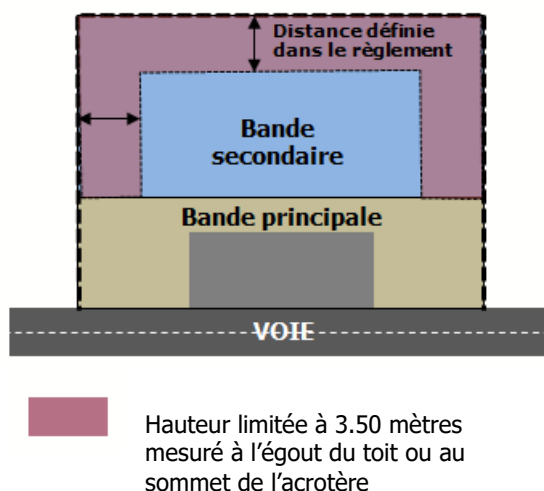 Distance définie
dans le règlement
Bande
secondaire
Bande principale
VOIE
Hauteur limitée à 3.50 mètres
mesuré à l’égout du toit ou au
sommet de l’acrotère